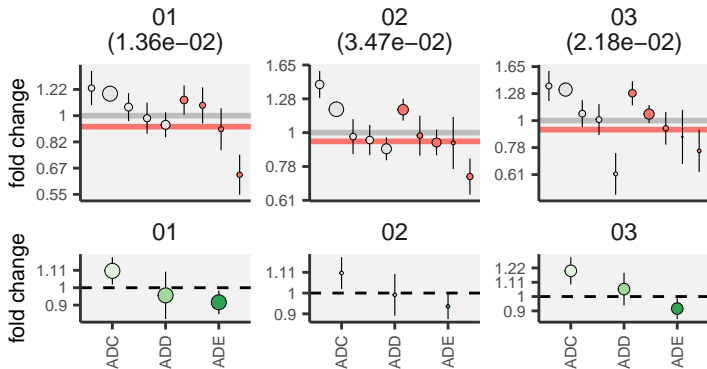 01
(1.36e−02)
02
(3.47e−02)
03
(2.18e−02)
fold change
1.22
1
0.82
0.67
0.55
1.65
1.28
1
0.78
0.61
1.65
1.28
1
0.78
0.61
01
02
03
fold change
1.11
1
0.9
1.11
1
0.9
1.22
1.11
1
0.9
ADC
ADD
ADE
ADC
ADD
ADE
ADC
ADD
ADE